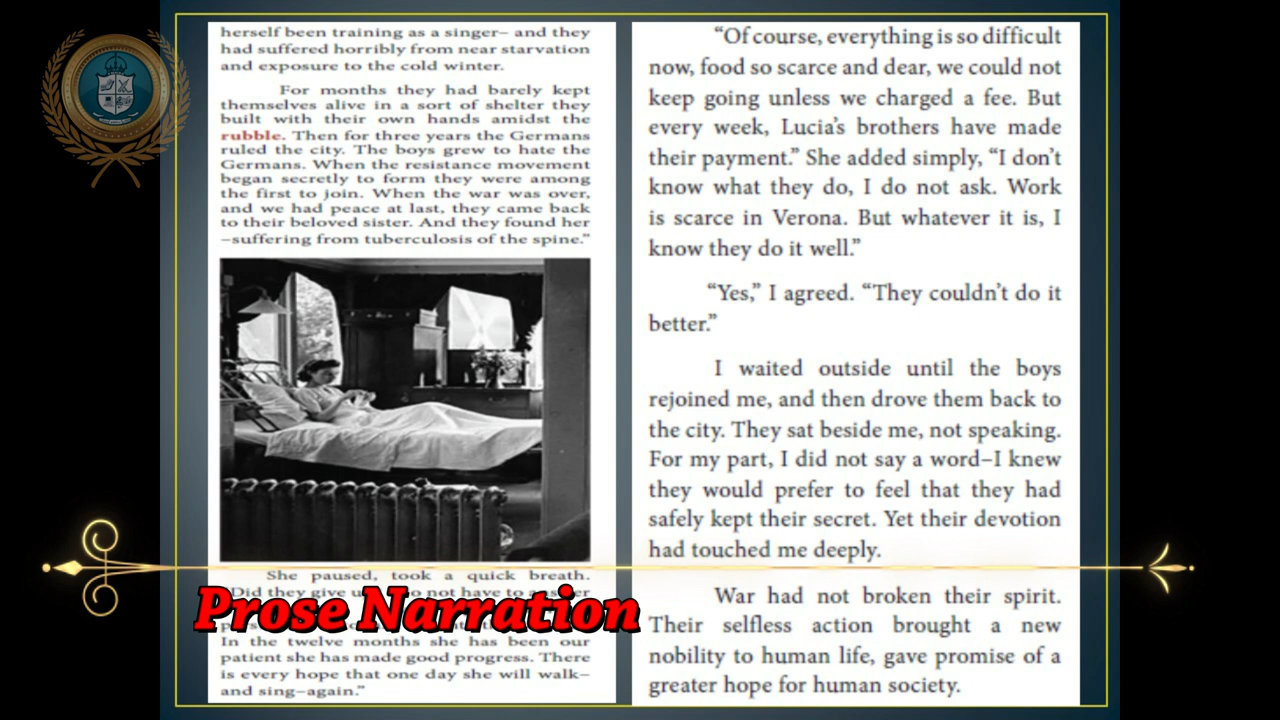 herself been training as a singer– and they
had suffered horribly from near starvation
and exposure to the cold winter.
For months they had barely kept
themselves alive in a sort of shelter they
built with their own hands amidst the
rubble. Then for three years the Germans
ruled the city. The boys grew to hate the
Germans. When the resistance movement
began secretly to form they were among
the first to join. When the war was over,
and we had peace at last, they came back
to their beloved sister. And they found her
–suffering from tuberculosis of the spine.”
She paused, took a quick breath.
Did they give
not have to
Prose Narration
In the twelve months she has been our
patient she has made good progress. There
is every hope that one day she will walk–
and sing–again.”
“Of course, everything is so difficult
now, food so scarce and dear, we could not
keep going unless we charged a fee. But
every week, Lucia’s brothers have made
their payment.” She added simply, “I don’t
know what they do, I do not ask. Work
is scarce in Verona. But whatever it is, I
know they do it well.”
“Yes,” I agreed. “They couldn’t do it
better.”
I waited outside until the boys
rejoined me, and then drove them back to
the city. They sat beside me, not speaking.
For my part, I did not say a word–I knew
they would prefer to feel that they had
safely kept their secret. Yet their devotion
had touched me deeply.
War had not broken their spirit.
Their selfless action brought a new
nobility to human life, gave promise of a
greater hope for human society.